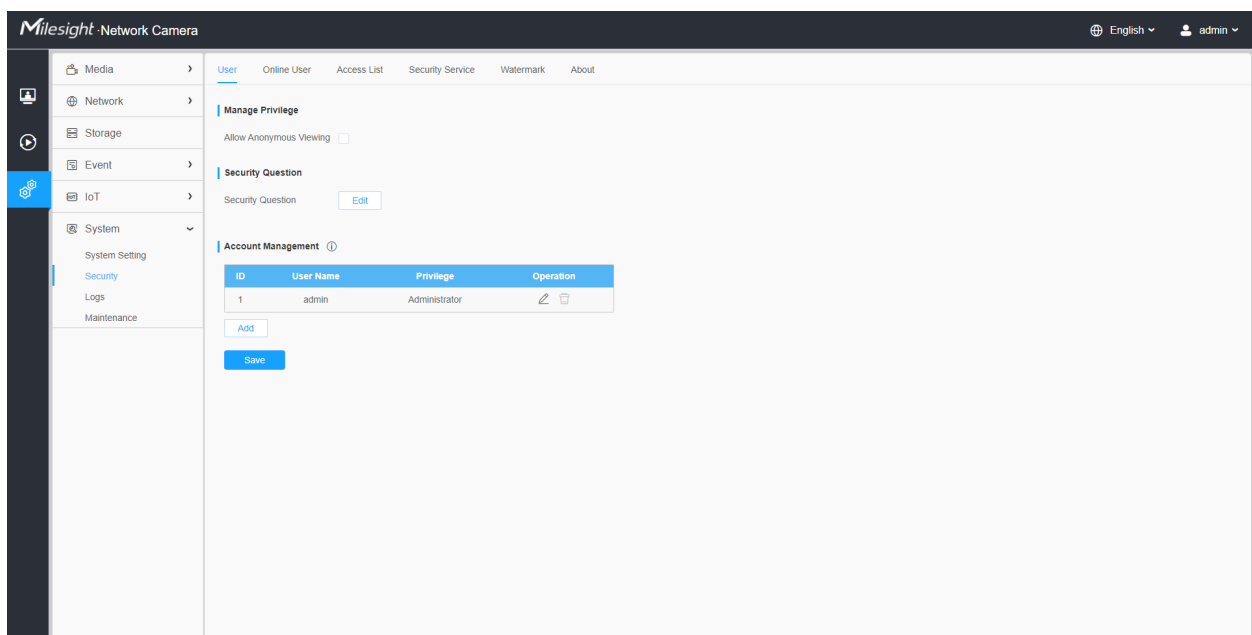 Milesight · Network Camera
English
admin
Media
Network
Storage
Event
IoT
System
System Setting
Security
Logs
Maintenance
User Online User Access List Security Service Watermark About
Manage Privilege
Allow Anonymous Viewing
Security Question
Security Question Edit
Account Management
ID User Name Privilege Operation
1 admin Administrator
Add
Save